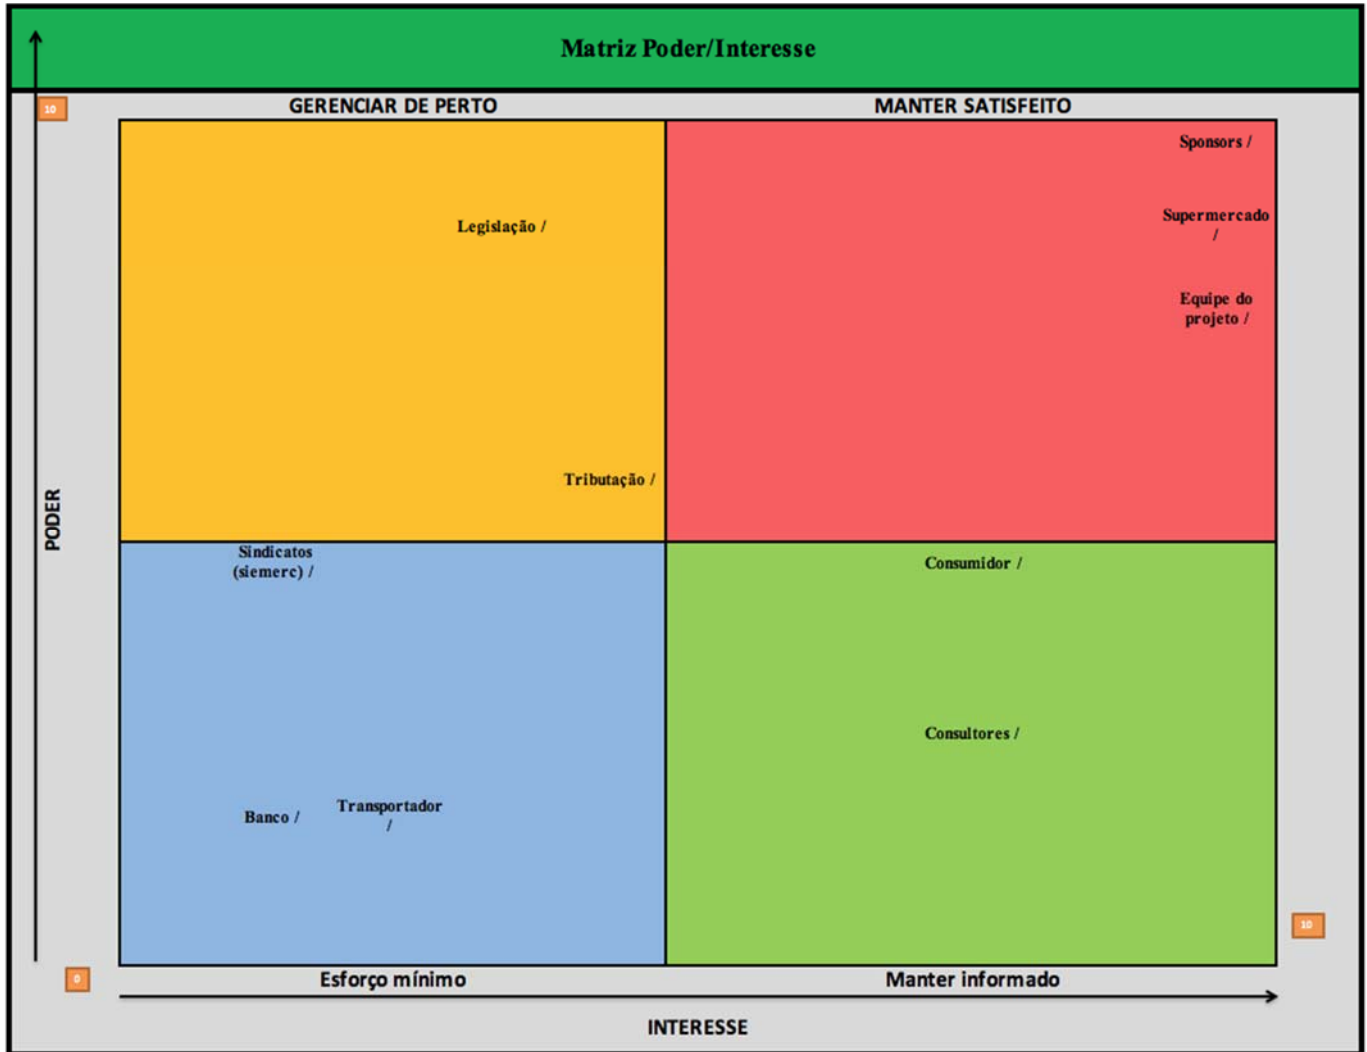 Matriz Poder/Interesse
10
GERENCIAR DE PERTO
MANTER SATISFEITO
Sponsors /
Legislação /
Supermercado
/
Equipe do
projeto /
Tributação /
PODER
Sindicatos
(siemerc) /
Consumidor /
Consultores /
Banco /
Transportador
/
10
0
Esforço mínimo
Manter informado
INTERESSE